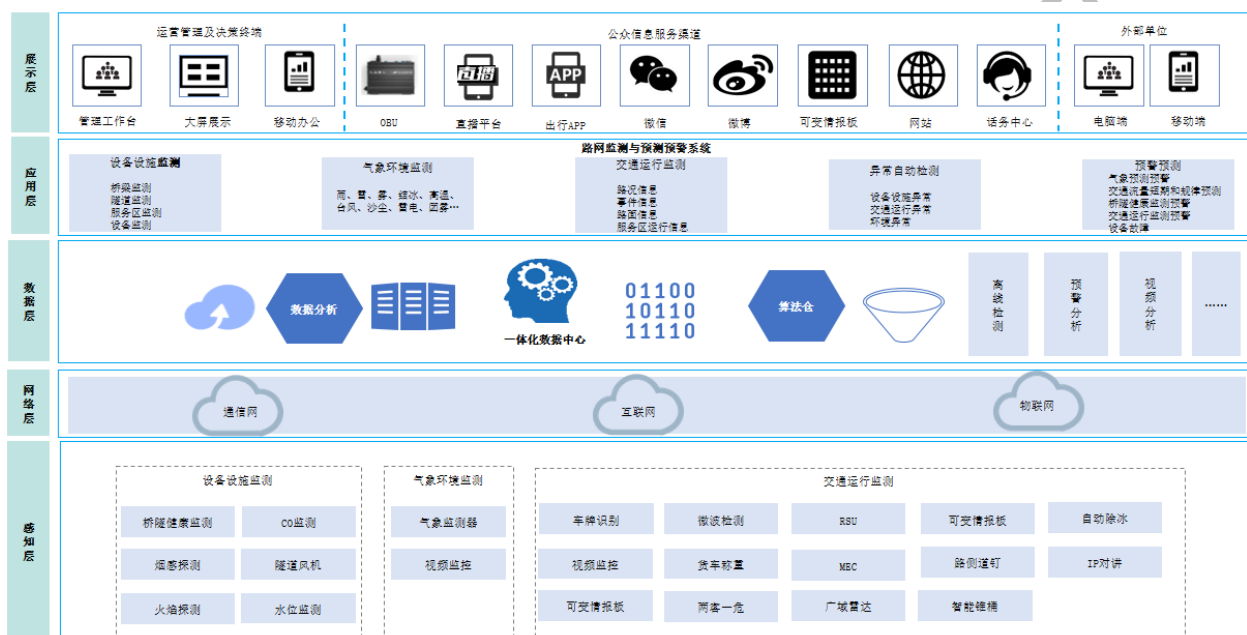 展示层
运营管理及决策终端
公众信息服务渠道
外部单位
直播
APP
管理工作台
大屏展示
移动办公
OBU
直播平台
出行APP
微信
微博
可变情报板
网站
话务中心
电脑端
移动端
应用层
路网监测与预测预警系统
设备设施监测
桥梁监测
隧道监测
服务区监测
设备监测
气象环境监测
雨、雪、雾、结冰、高温、
台风、沙尘、雷电、团雾…
交通运行监测
路况信息
事件信息
路面信息
服务区运行信息
异常自动检测
设备设施异常
交通运行异常
环境异常
预警预测
气象预测预警
交通流量短期和规律预测
桥隧健康监测预警
交通运行监测预警
设备故障
数据层
数据分析
一体化数据中心
01100
10110
11110
算法仓
离线检测
预警分析
视频分析
……
网络层
通信网
互联网
物联网
感知层
设备设施监测
桥隧健康监测
CO监测
烟感探测
隧道风机
火焰探测
水位监测
气象环境监测
气象监测器
视频监控
交通运行监测
车牌识别
微波检测
RSU
可变情报板
自动除冰
视频监控
货车称重
MEC
路侧道钉
IP对讲
可变情报板
两客一危
广域雷达
智能锥桶